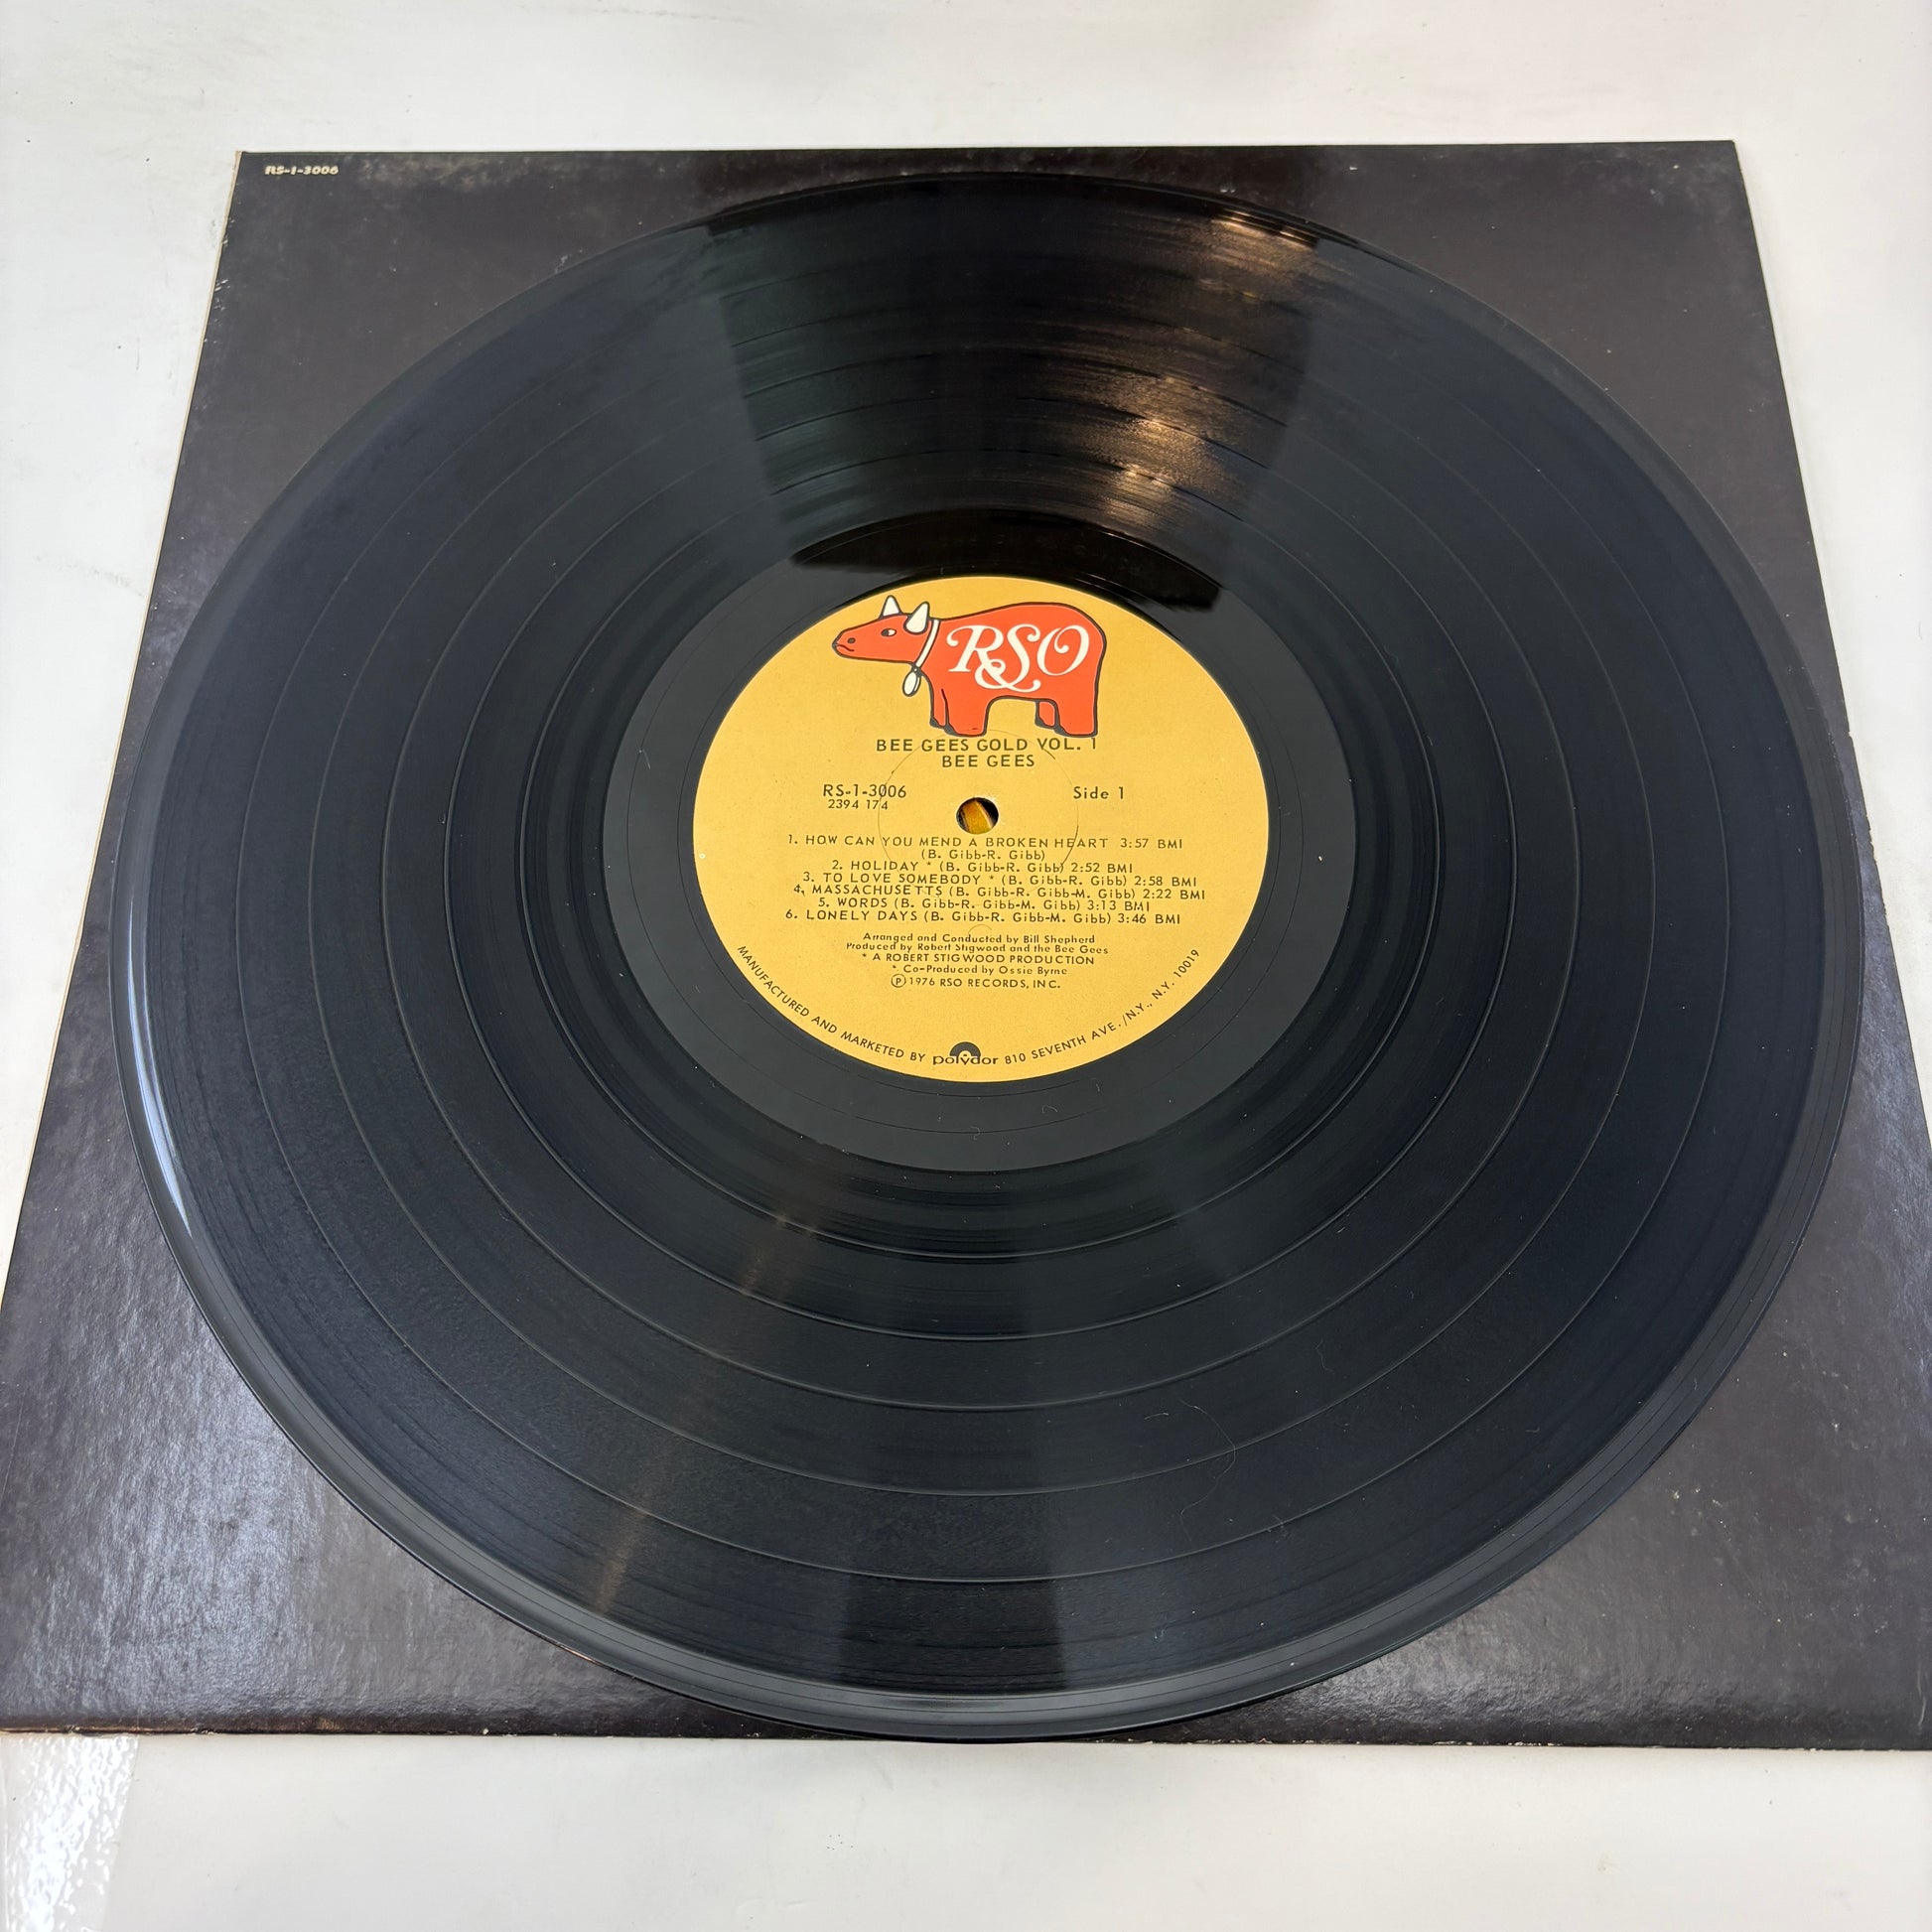 RS-1-3006
RSO
BEE GEES GOLD VOL. 1
BEE GEES
RS-1-3006
2394 174
Side 1
1. HOW CAN YOU MEND A BROKEN HEART 3:57 BMI
(B. Gibb-R. Gibb)
2. HOLIDAY * (B. Gibb-R. Gibb) 2:52 BMI
3. TO LOVE SOMEBODY * (B. Gibb-R. Gibb) 2:58 BMI
4. MASSACHUSETTS (B. Gibb-R. Gibb-M. Gibb) 2:22 BMI
5. WORDS (B. Gibb-R. Gibb-M. Gibb) 3:13 BMI
6. LONELY DAYS (B. Gibb-R. Gibb-M. Gibb) 3:46 BMI
Arranged and Conducted by Bill Shepherd
Produced by Robert Stigwood and the Bee Gees
* A ROBERT STIGWOOD PRODUCTION
* Co-Produced by Ossie Byrne
Ⓟ 1976 RSO RECORDS, INC.
MANUFACTURED AND MARKETED BY polydor 810 SEVENTH AVE./N.Y., N.Y. 10019